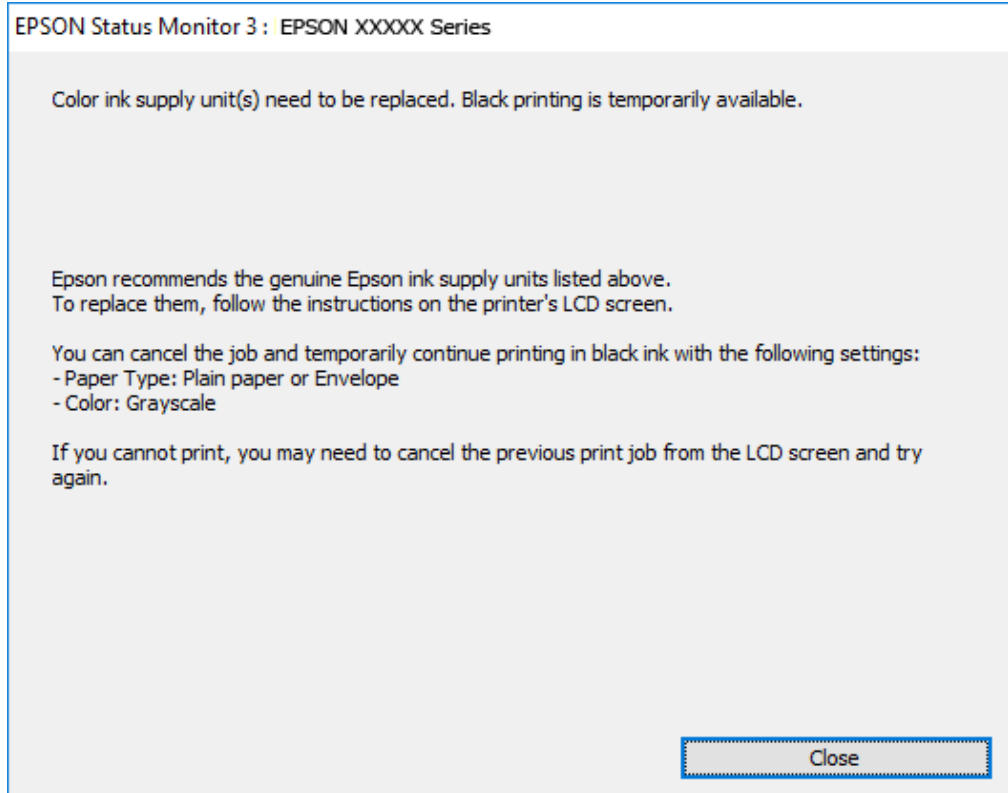 EPSON Status Monitor 3 : EPSON XXXXX Series
Color ink supply unit(s) need to be replaced. Black printing is temporarily available.
Epson recommends the genuine Epson ink supply units listed above.
To replace them, follow the instructions on the printer's LCD screen.
You can cancel the job and temporarily continue printing in black ink with the following settings:
- Paper Type: Plain paper or Envelope
- Color: Grayscale
If you cannot print, you may need to cancel the previous print job from the LCD screen and try
again.
Close